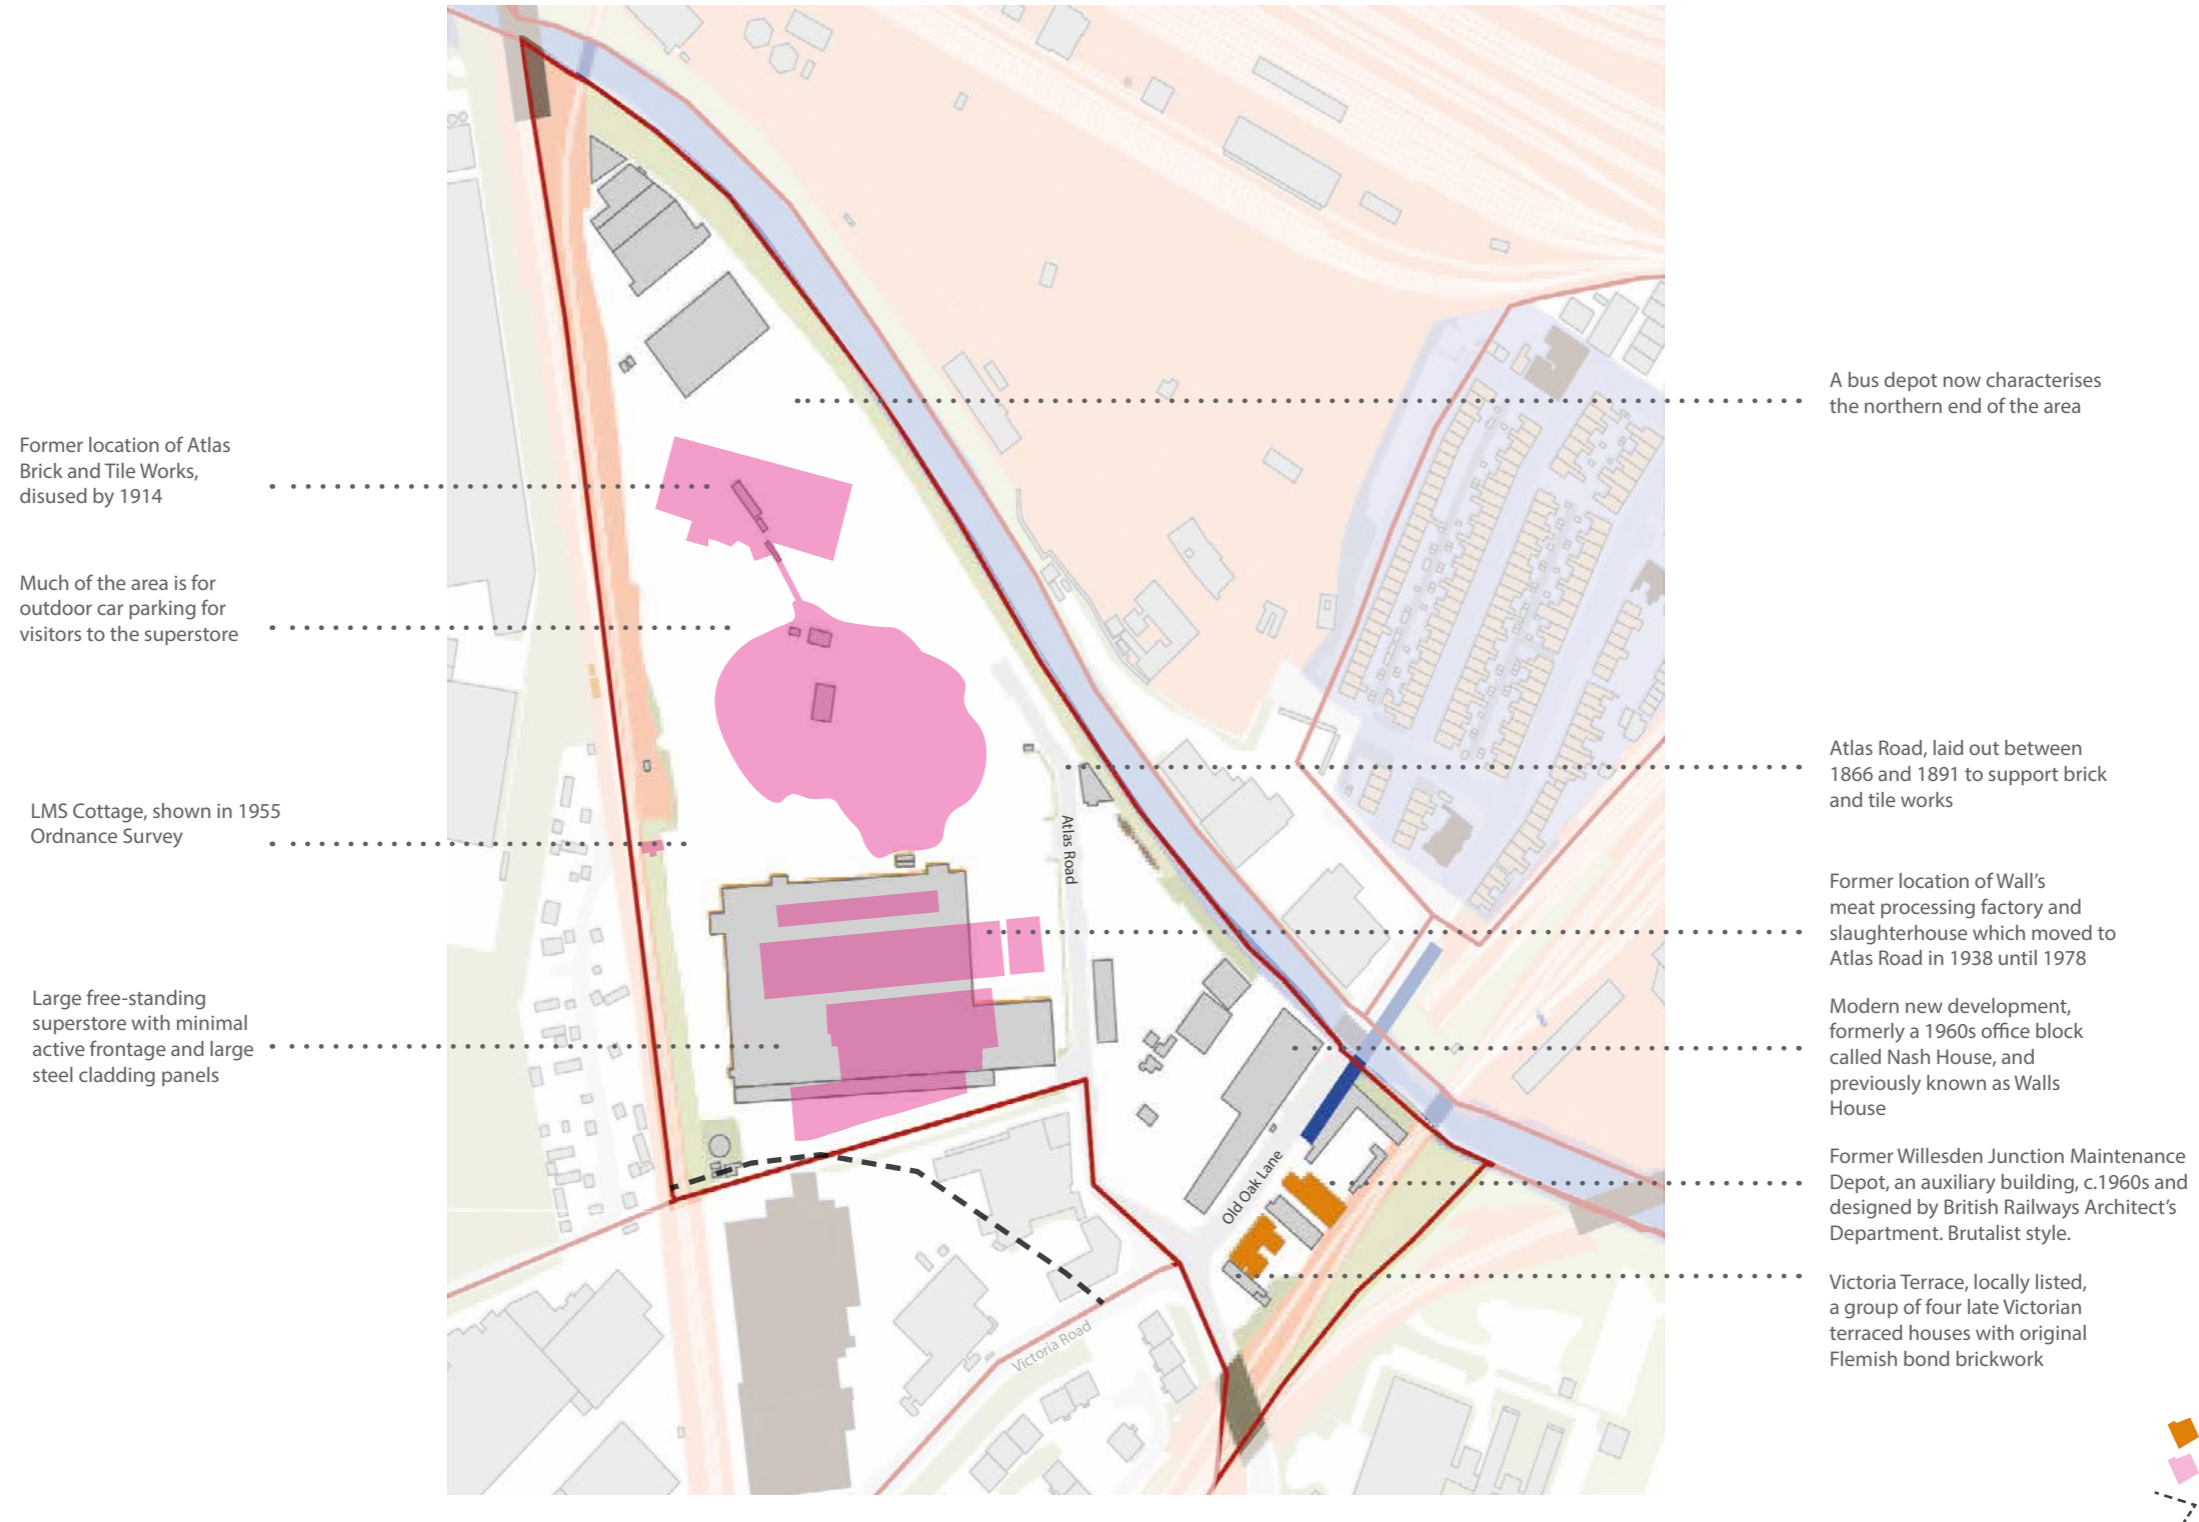 Former location of Atlas
Brick and Tile Works,
disused by 1914
Much of the area is for
outdoor car parking for
visitors to the superstore
LMS Cottage, shown in 1955
Ordnance Survey
Large free-standing
superstore with minimal
active frontage and large
steel cladding panels
Atlas Road
Old Oak Lane
Victoria Road
A bus depot now characterises
the northern end of the area
Atlas Road, laid out between
1866 and 1891 to support brick
and tile works
Former location of Wall’s
meat processing factory and
slaughterhouse which moved to
Atlas Road in 1938 until 1978
Modern new development,
formerly a 1960s office block
called Nash House, and
previously known as Walls
House
Former Willesden Junction Maintenance
Depot, an auxiliary building, c.1960s and
designed by British Railways Architect’s
Department. Brutalist style.
Victoria Terrace, locally listed,
a group of four late Victorian
terraced houses with original
Flemish bond brickwork